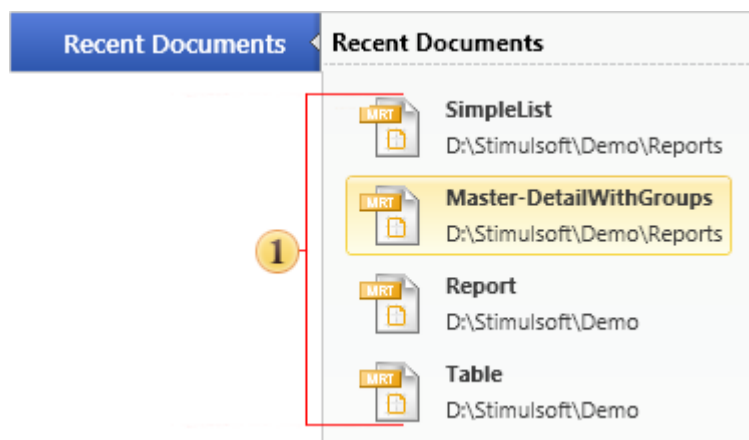 Recent Documents
Recent Documents
MRT
SimpleList
D:\Stimulsoft\Demo\Reports
MRT
Master-DetailWithGroups
D:\Stimulsoft\Demo\Reports
1
MRT
Report
D:\Stimulsoft\Demo
MRT
Table
D:\Stimulsoft\Demo